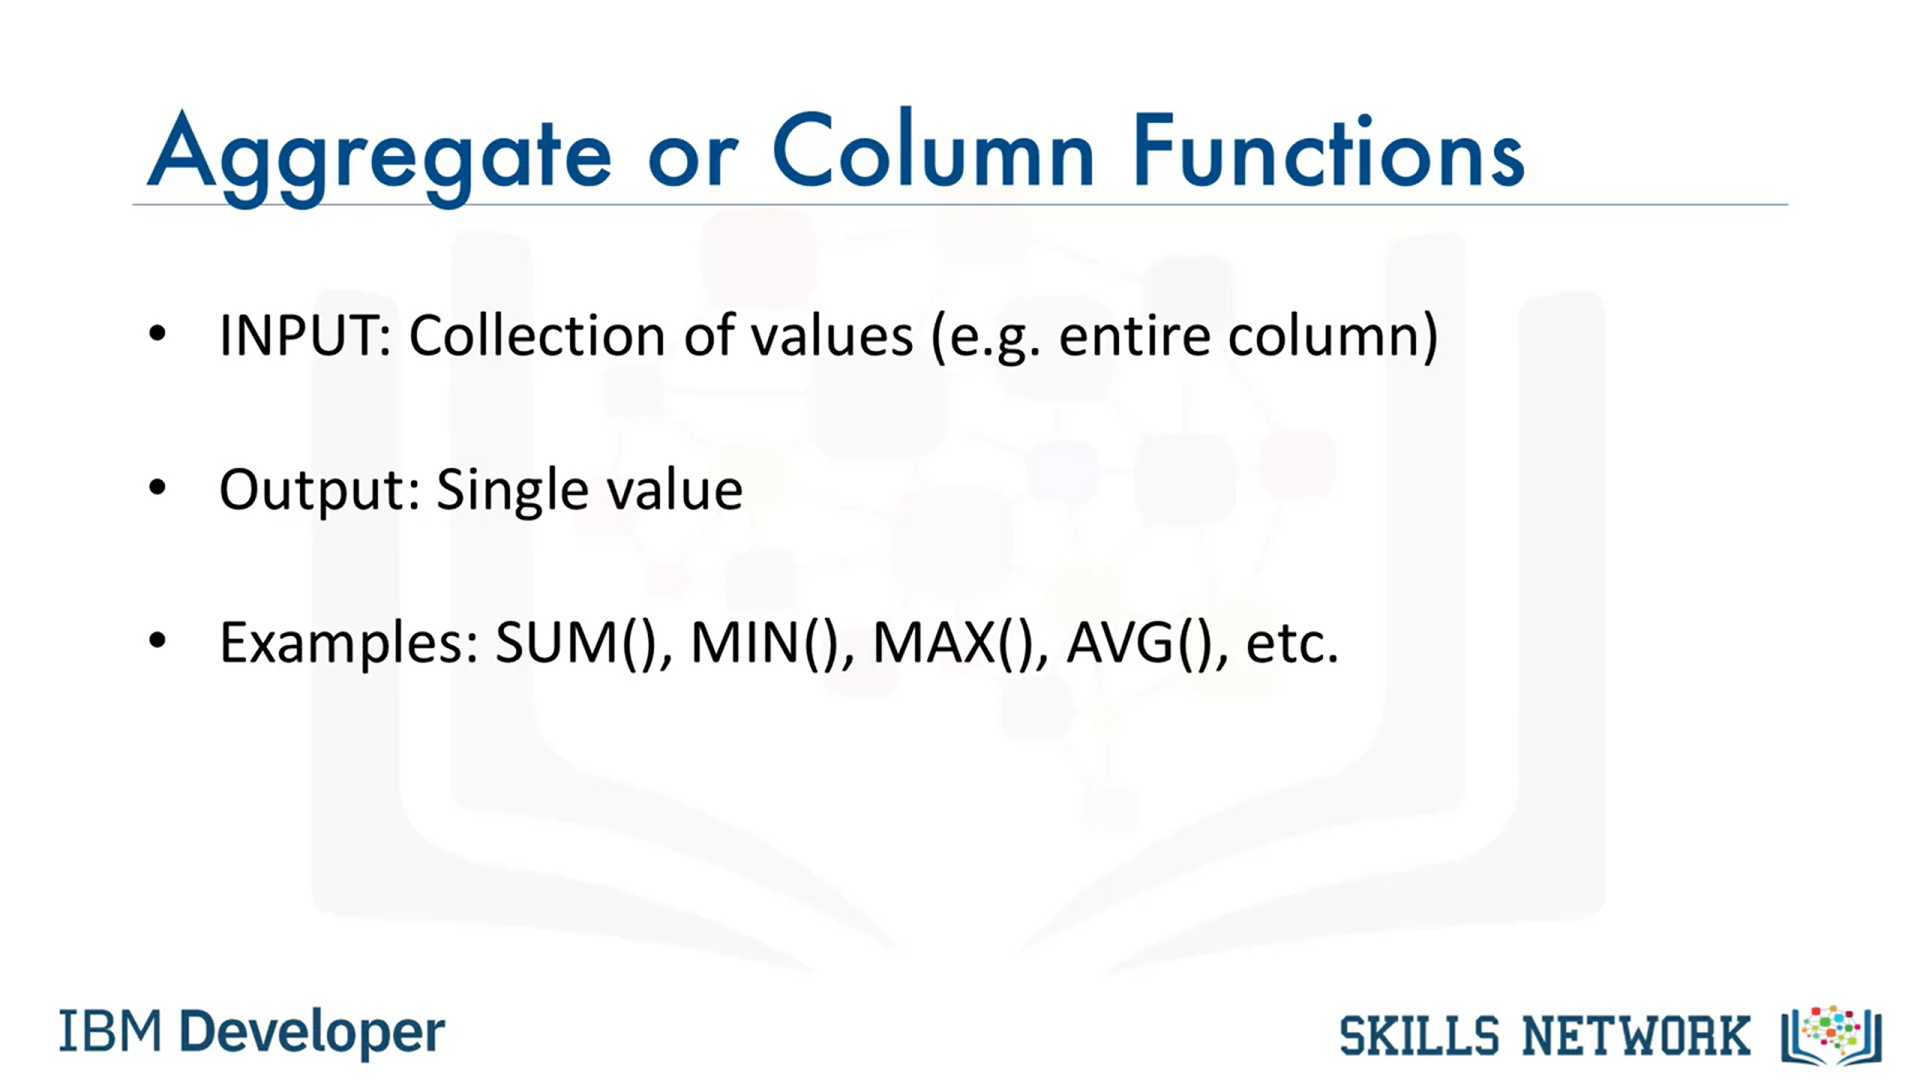 Aggregate or Column Functions
• INPUT: Collection of values (e.g. entire column)
• Output: Single value
• Examples: SUM(), MIN(), MAX(), AVG(), etc.
IBM Developer
SKILLS NETWORK